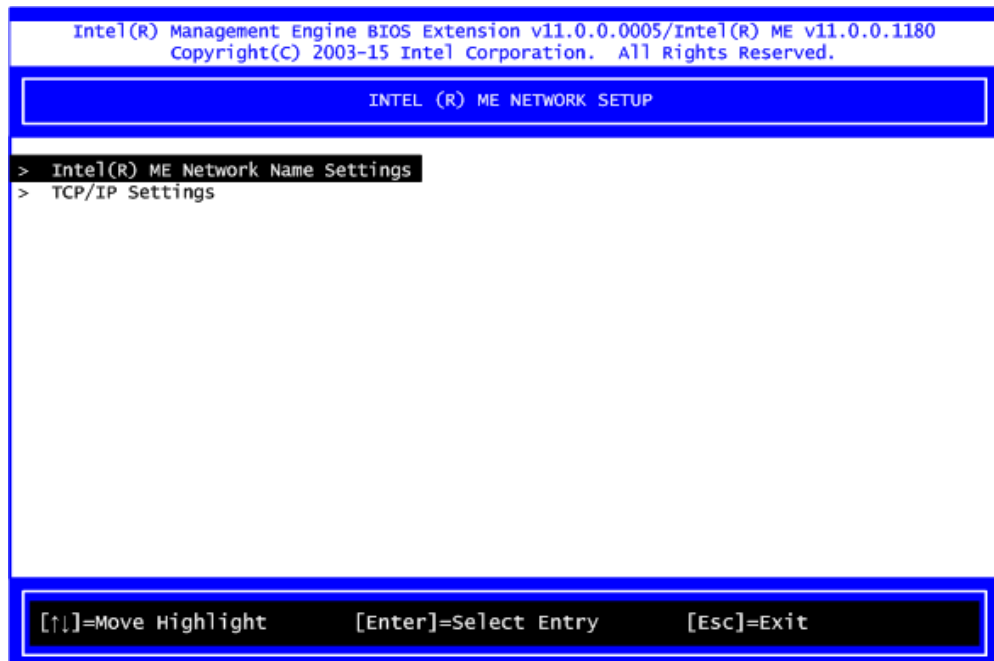 Intel(R) Management Engine BIOS Extension v11.0.0.0005/Intel(R) ME v11.0.0.1180
Copyright(C) 2003-15 Intel Corporation. All Rights Reserved.
INTEL (R) ME NETWORK SETUP
> Intel(R) ME Network Name Settings
> TCP/IP Settings
[↑↓]=Move Highlight [Enter]=Select Entry [Esc]=Exit